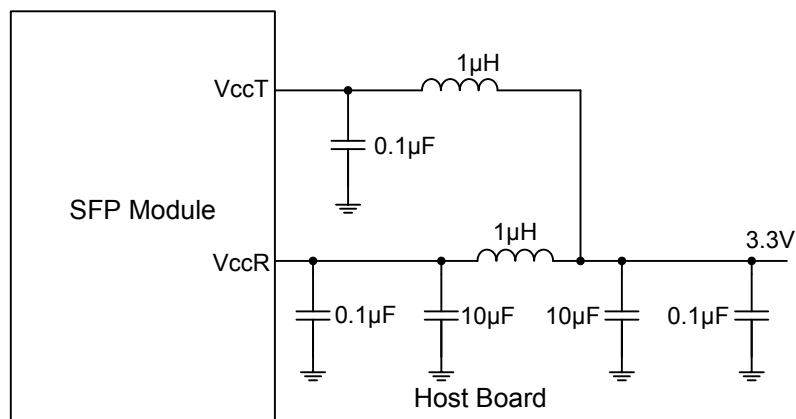 1µH
VccT
0.1µF
SFP Module
1µH
3.3V
VccR
0.1µF
10µF
10µF
0.1µF
Host Board